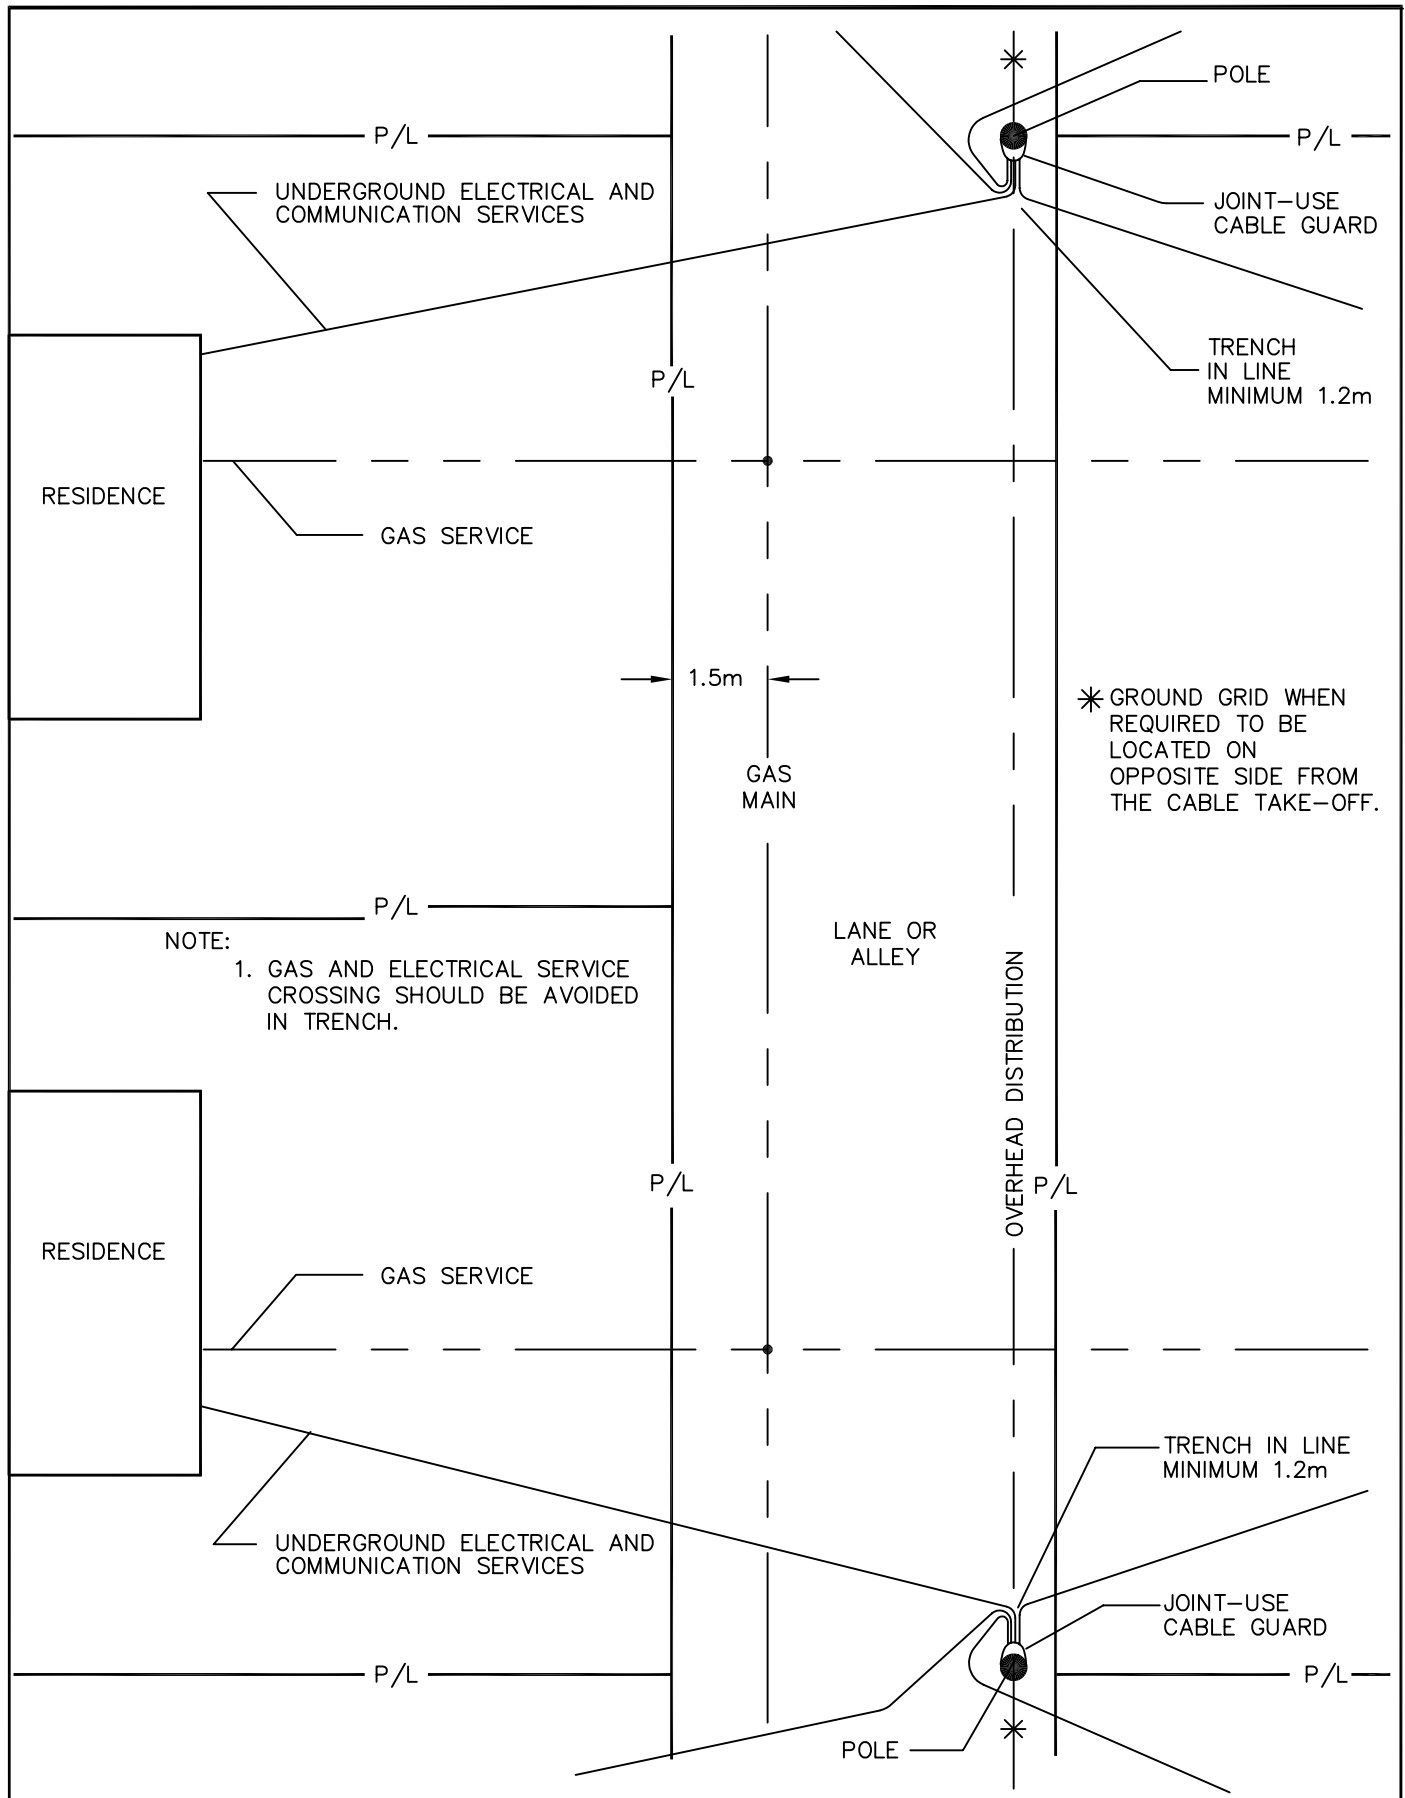 POLE
P/L
P/L
UNDERGROUND ELECTRICAL AND
COMMUNICATION SERVICES
JOINT-USE
CABLE GUARD
TRENCH
IN LINE
MINIMUM 1.2m
P/L
RESIDENCE
GAS SERVICE
1.5m
* GROUND GRID WHEN
REQUIRED TO BE
LOCATED ON
OPPOSITE SIDE FROM
THE CABLE TAKE-OFF.
GAS
MAIN
P/L
LANE OR
ALLEY
NOTE:
1. GAS AND ELECTRICAL SERVICE
CROSSING SHOULD BE AVOIDED
IN TRENCH.
OVERHEAD DISTRIBUTION
P/L
P/L
RESIDENCE
GAS SERVICE
TRENCH IN LINE
MINIMUM 1.2m
UNDERGROUND ELECTRICAL AND
COMMUNICATION SERVICES
JOINT-USE
CABLE GUARD
P/L
P/L
POLE